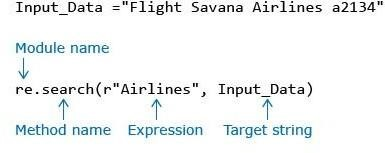 Input_Data ="Flight Savana Airlines a2134"
Module name
re.search(r"Airlines", Input_Data)
Method name Expression Target string